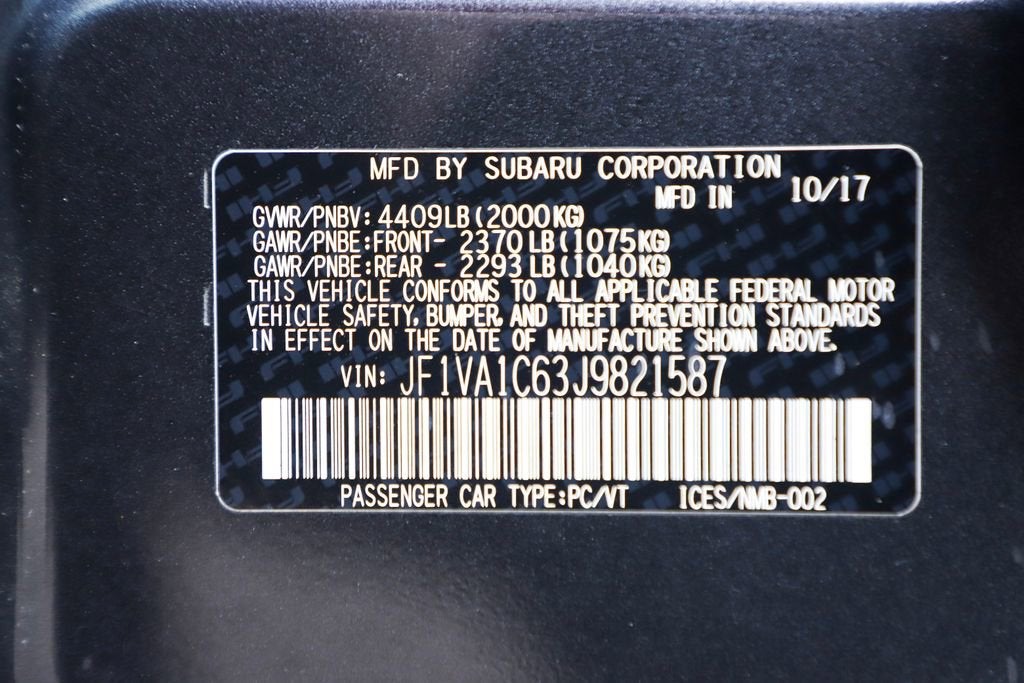 MFD BY SUBARU CORPORATION
MFD IN 10/17
GVWR/PNBV: 4409LB(2000KG)
GAWR/PNBE:FRONT- 2370 LB(1075KG)
GAWR/PNBE:REAR - 2293 LB(1040KG)
THIS VEHICLE CONFORMS TO ALL APPLICABLE FEDERAL MOTOR
VEHICLE SAFETY, BUMPER, AND THEFT PREVENTION STANDARDS
IN EFFECT ON THE DATE OF MANUFACTURE SHOWN ABOVE.
VIN: JF1VA1C63J9821587
PASSENGER CAR TYPE:PC/VT ICES/NMB-002